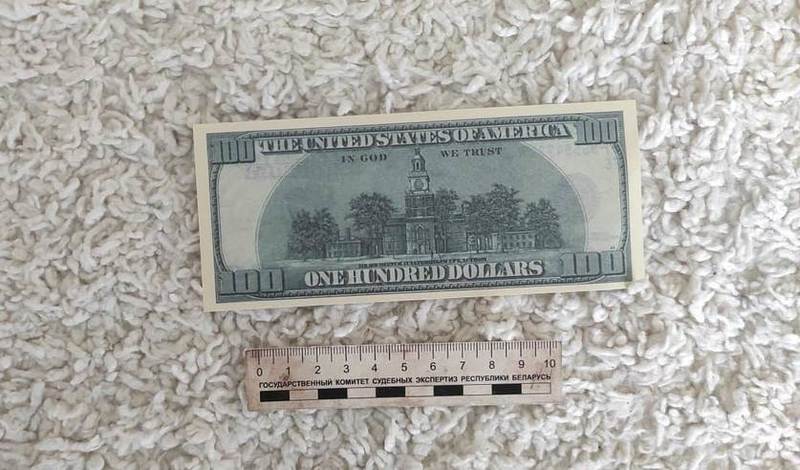 100 THE UNITED STATES OF AMERICA 100
IN GOD WE TRUST
100 ONE HUNDRED DOLLARS 100
0 1 2 3 4 5 6 7 8 9 10
ГОСУДАРСТВЕННЫЙ КОМИТЕТ СУДЕБНЫХ ЭКСПЕРТИЗ РЕСПУБЛИКИ БЕЛАРУСЬ